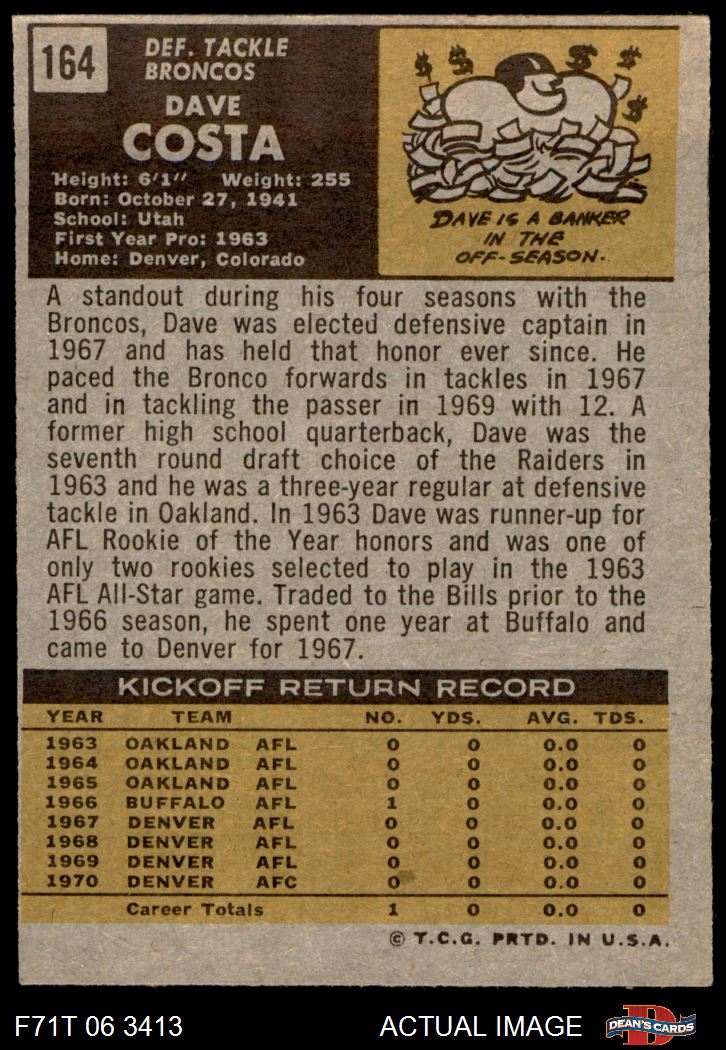 164
DEF. TACKLE
BRONCOS
DAVE
COSTA
Height: 6'1" Weight: 255
Born: October 27, 1941
School: Utah
First Year Pro: 1963
Home: Denver, Colorado
$ $ $ $ $
DAVE IS A BANKER
IN THE
OFF-SEASON.
A standout during his four seasons with the
Broncos, Dave was elected defensive captain in
1967 and has held that honor ever since. He
paced the Bronco forwards in tackles in 1967
and in tackling the passer in 1969 with 12. A
former high school quarterback, Dave was the
seventh round draft choice of the Raiders in
1963 and he was a three-year regular at defensive
tackle in Oakland. In 1963 Dave was runner-up for
AFL Rookie of the Year honors and was one of
only two rookies selected to play in the 1963
AFL All-Star game. Traded to the Bills prior to the
1966 season, he spent one year at Buffalo and
came to Denver for 1967.
KICKOFF RETURN RECORD
YEAR TEAM NO. YDS. AVG. TDS.
1963 OAKLAND AFL 0 0 0.0 0
1964 OAKLAND AFL 0 0 0.0 0
1965 OAKLAND AFL 0 0 0.0 0
1966 BUFFALO AFL 1 0 0.0 0
1967 DENVER AFL 0 0 0.0 0
1968 DENVER AFL 0 0 0.0 0
1969 DENVER AFL 0 0 0.0 0
1970 DENVER AFC 0 0 0.0 0
Career Totals 1 0 0.0 0
© T.C.G. PRTD. IN U.S.A.
F71T 06 3413 ACTUAL IMAGE
D DEAN'S CARDS